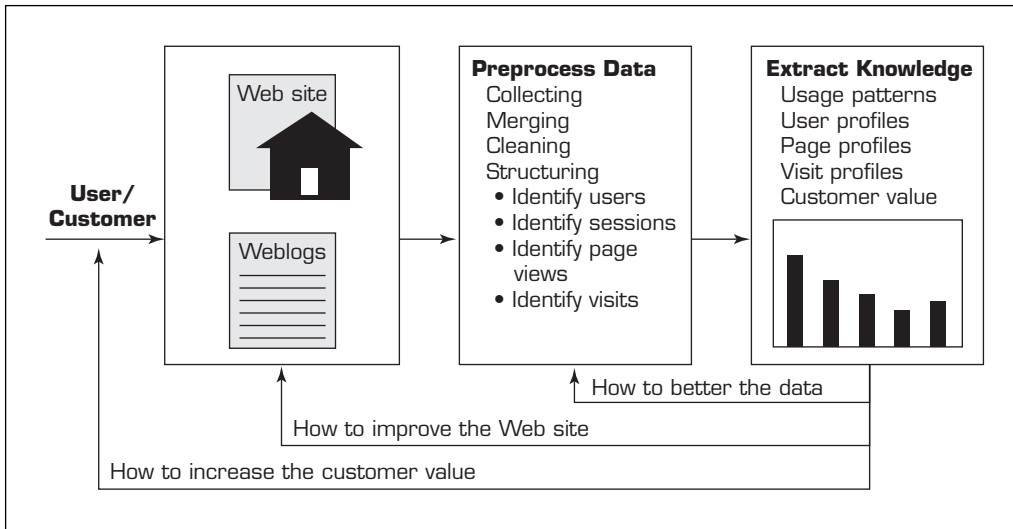 User/
Customer
Web site
Weblogs
Preprocess Data
Collecting
Merging
Cleaning
Structuring
• Identify users
• Identify sessions
• Identify page
views
• Identify visits
Extract Knowledge
Usage patterns
User profiles
Page profiles
Visit profiles
Customer value
How to better the data
How to improve the Web site
How to increase the customer value